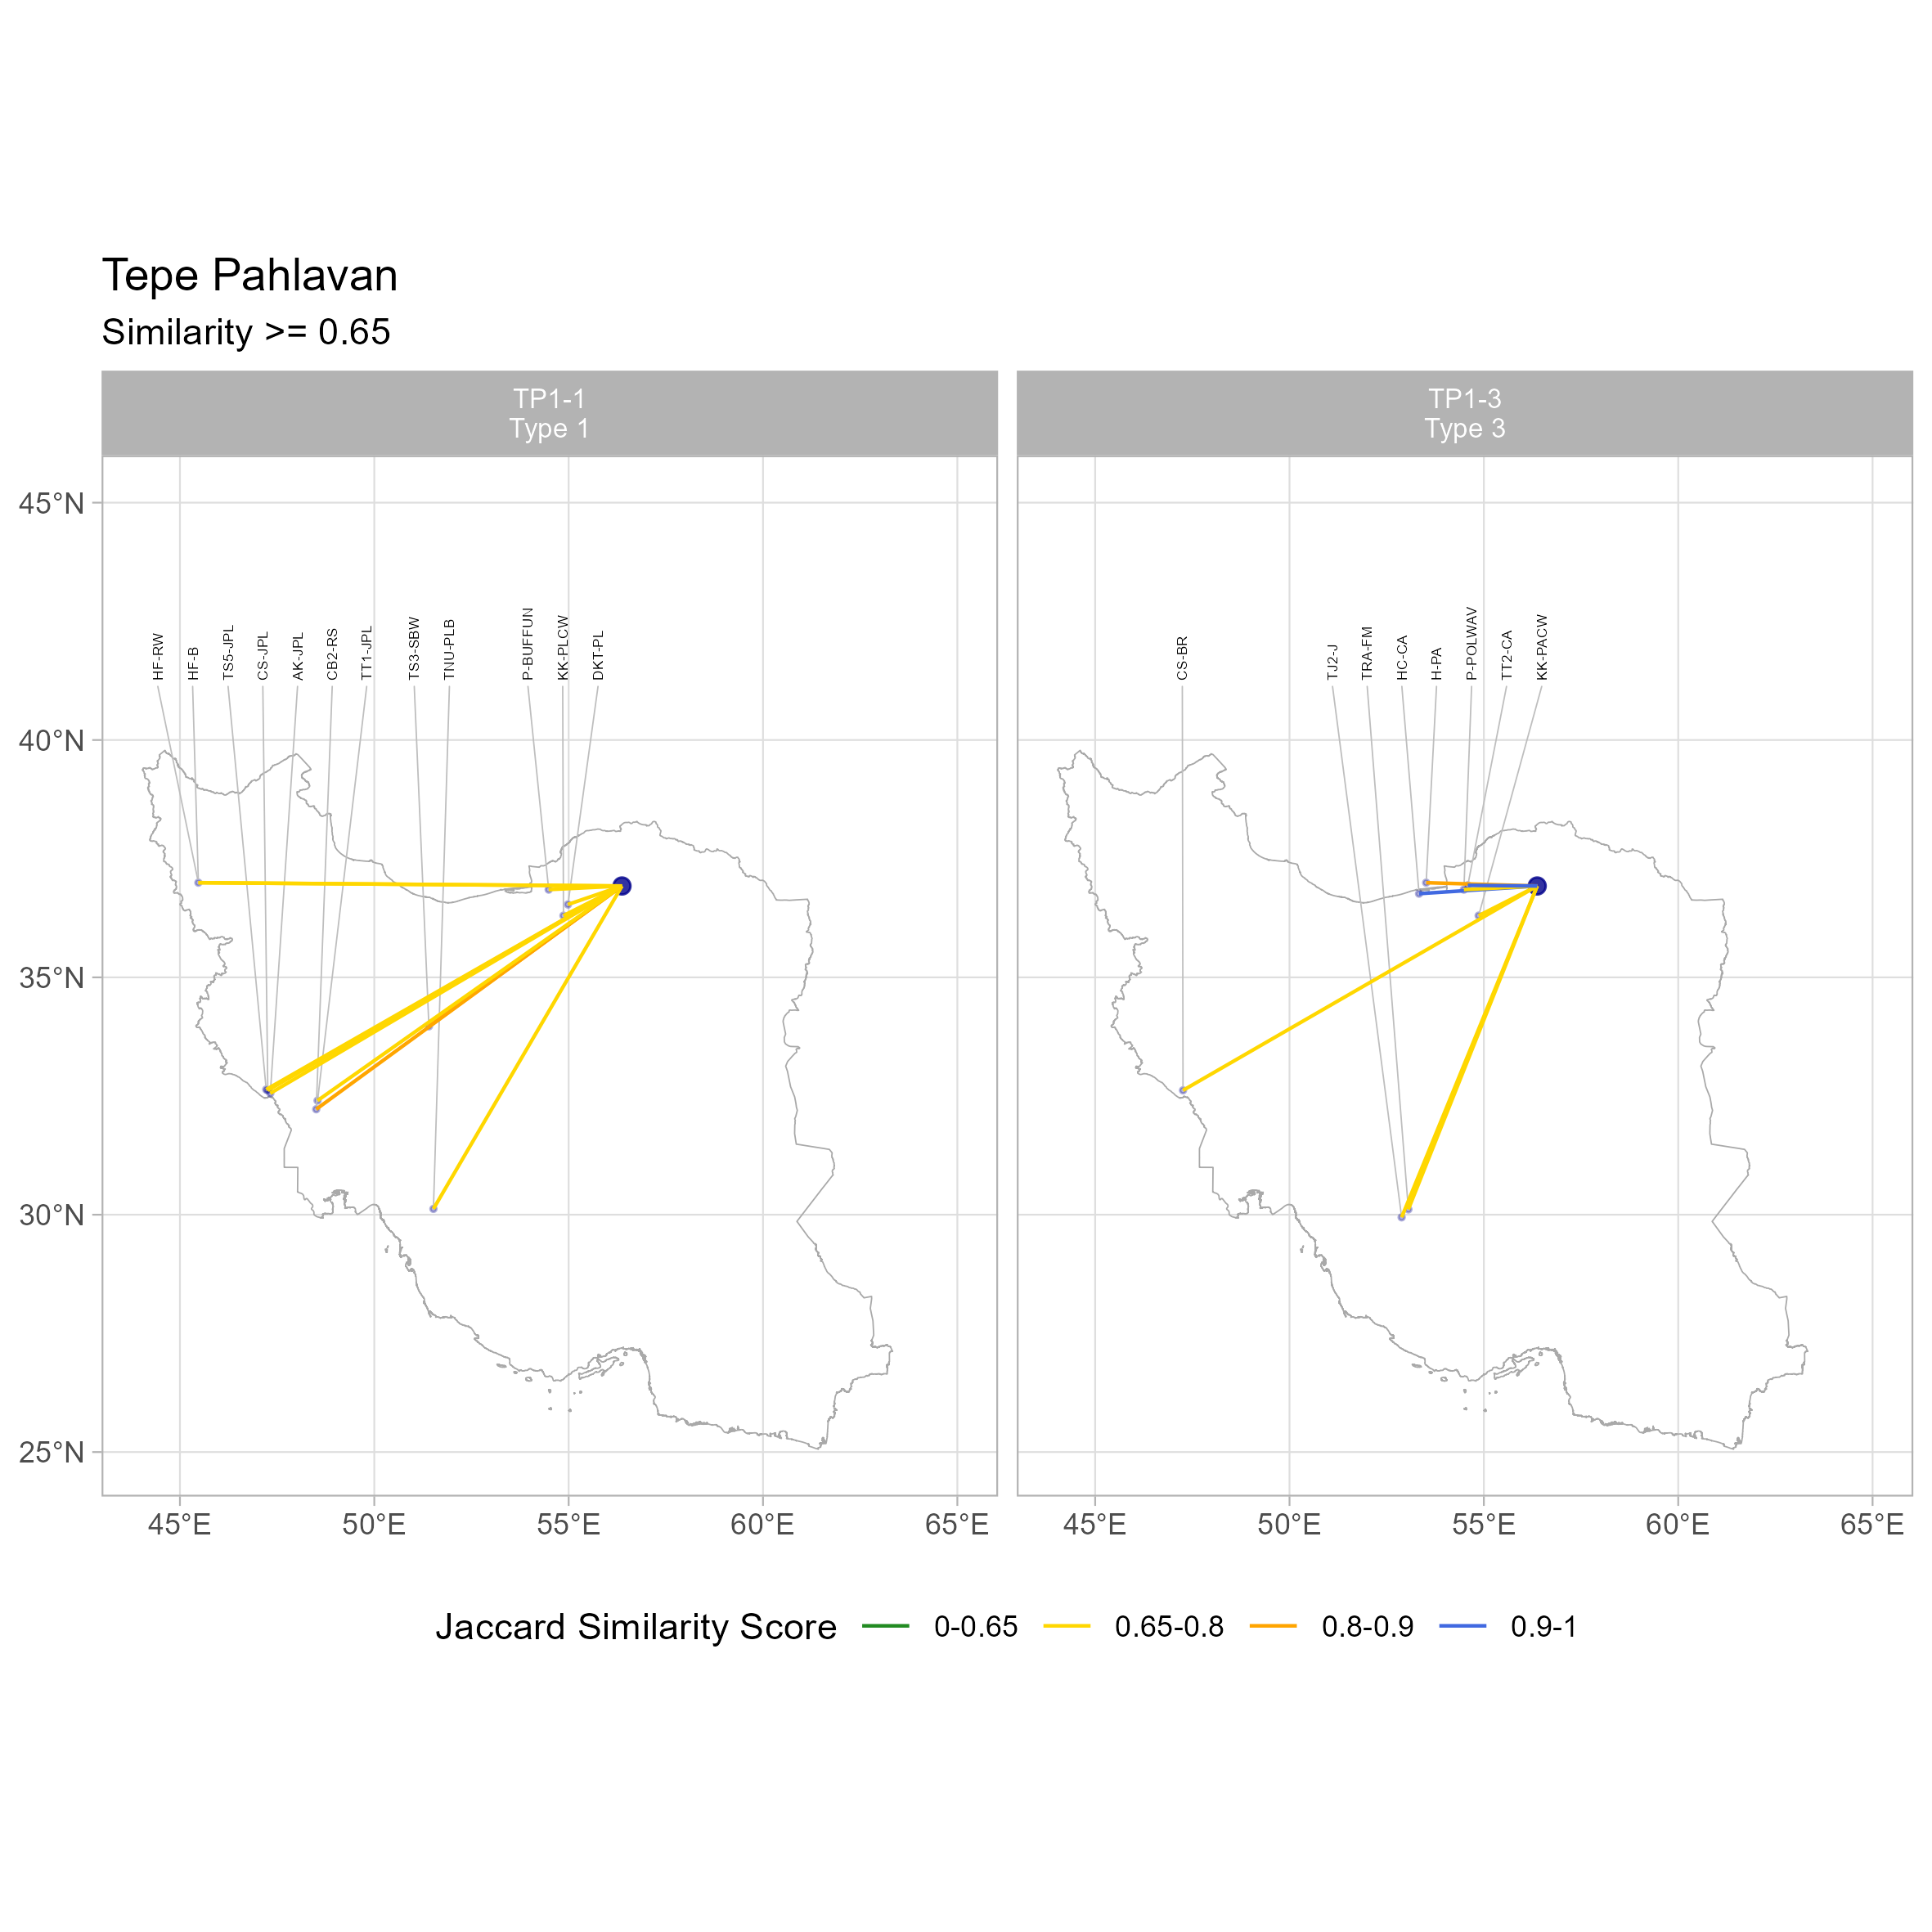 Tepe Pahlavan
Similarity >= 0.65
TP1-1
Type 1
TP1-3
Type 3
45°N
40°N
35°N
30°N
25°N
HF-RW
HF-B
TS5-JPL
CS-JPL
AK-JPL
CB2-RS
TT1-JPL
TS3-SBW
TNU-PLB
P-BUFFUN
KK-PLCW
DKT-PL
CS-BR
TJ2-J
TRA-FM
HC-CA
H-PA
P-POLWAV
TT2-CA
KK-PACW
45°E 50°E 55°E 60°E 65°E
45°E 50°E 55°E 60°E 65°E
Jaccard Similarity Score 0-0.65 0.65-0.8 0.8-0.9 0.9-1